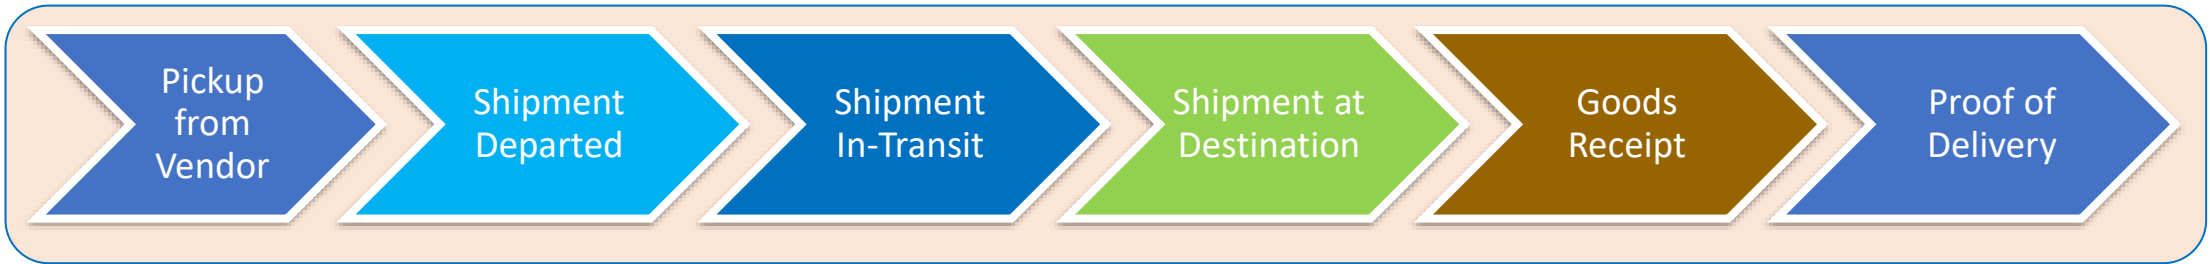 Pickup
from
Vendor
Shipment
Departed
Shipment
In-Transit
Shipment at
Destination
Goods
Receipt
Proof of
Delivery